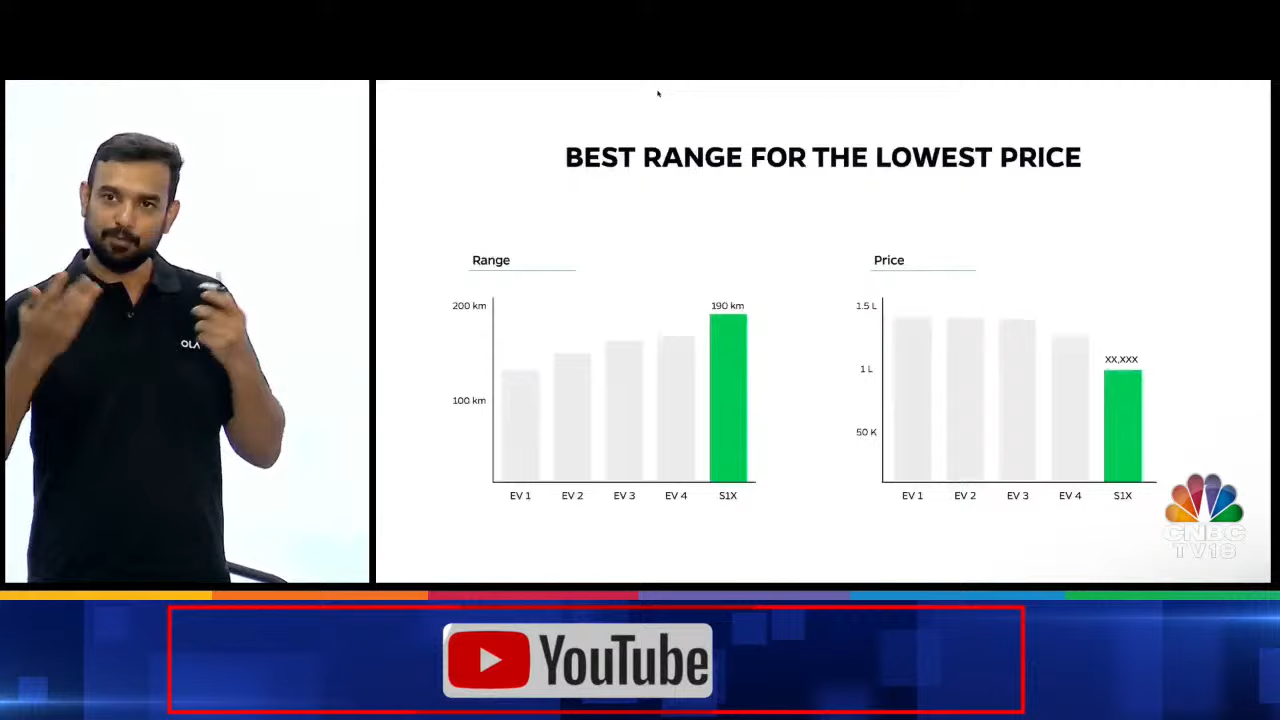 BEST RANGE FOR THE LOWEST PRICE
Range
200 km
100 km
190 km
EV 1
EV 2
EV 3
EV 4
S1X
Price
1.5 L
1 L
50 K
XX,XXX
EV 1
EV 2
EV 3
EV 4
S1X
OLA
CNBC
TV18
YouTube